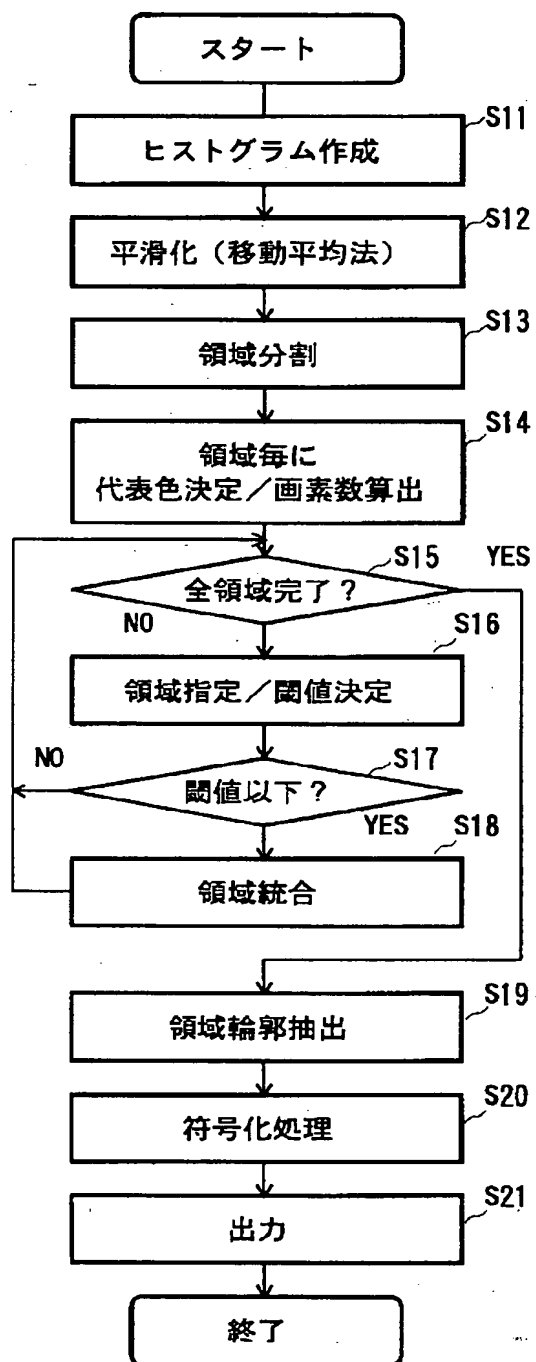 スタート
S11
ヒストグラム作成
S12
平滑化（移動平均法）
S13
領域分割
S14
領域毎に
代表色決定／画素数算出
S15
YES
全領域完了？
NO
S16
領域指定／閾値決定
NO
S17
閾値以下？
YES
S18
領域統合
S19
領域輪郭抽出
S20
符号化処理
S21
出力
終了